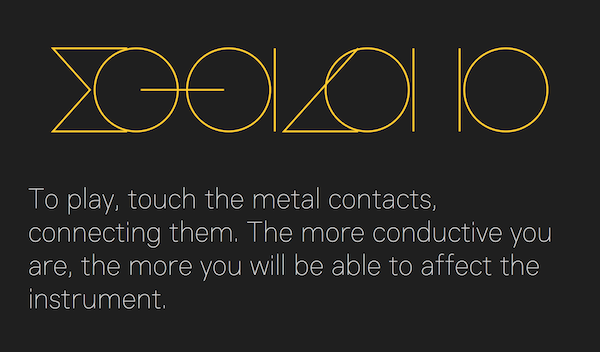 To play, touch the metal contacts,
connecting them. The more conductive you
are, the more you will be able to affect the
instrument.